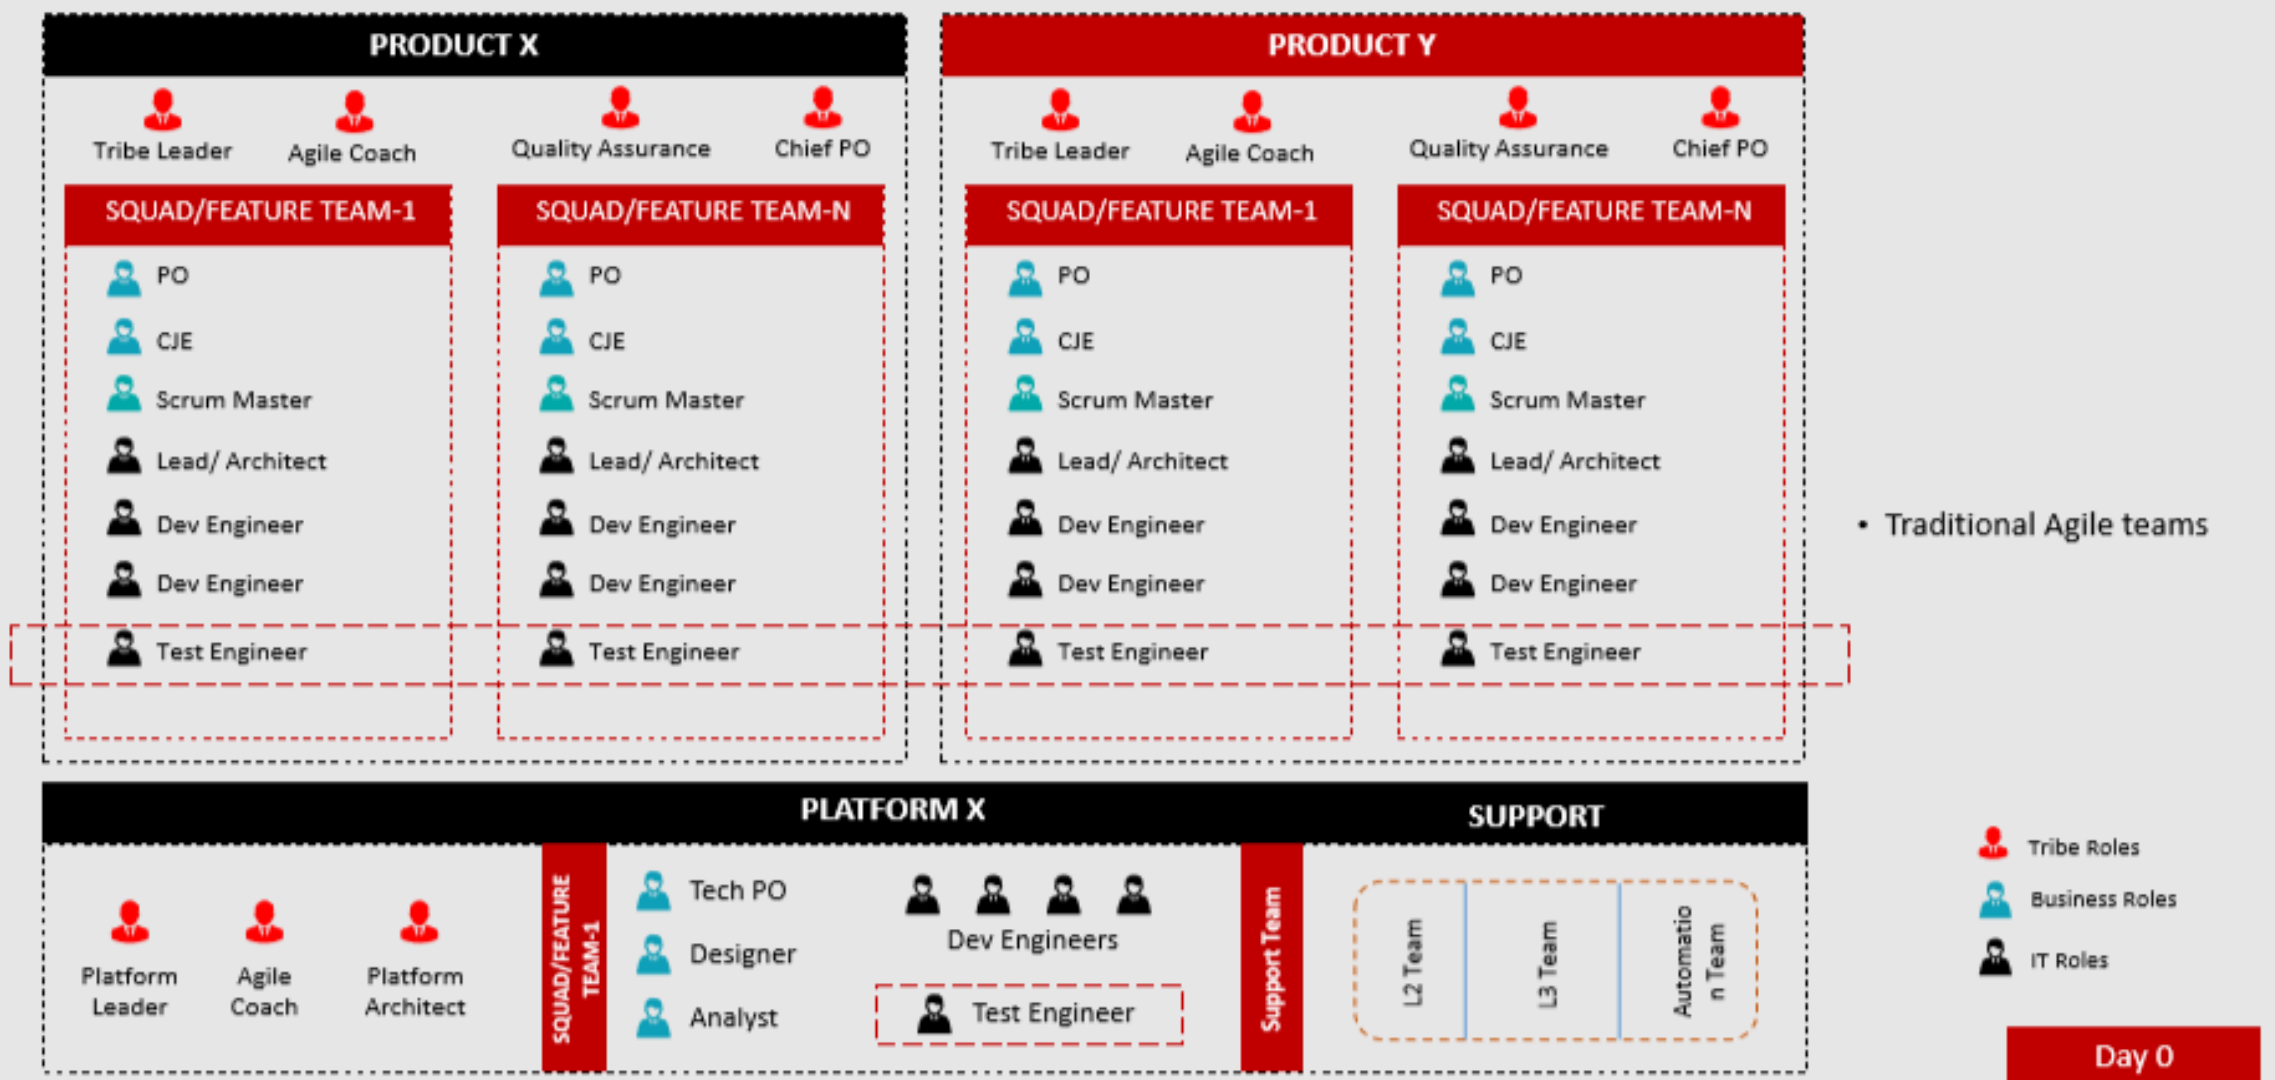 PRODUCT X
Tribe Leader
Agile Coach
Quality Assurance
Chief PO
SQUAD/FEATURE TEAM-1
PO
CJE
Scrum Master
Lead/ Architect
Dev Engineer
Dev Engineer
Test Engineer
SQUAD/FEATURE TEAM-N
PO
CJE
Scrum Master
Lead/ Architect
Dev Engineer
Dev Engineer
Test Engineer
PRODUCT Y
Tribe Leader
Agile Coach
Quality Assurance
Chief PO
SQUAD/FEATURE TEAM-1
PO
CJE
Scrum Master
Lead/ Architect
Dev Engineer
Dev Engineer
Test Engineer
SQUAD/FEATURE TEAM-N
PO
CJE
Scrum Master
Lead/ Architect
Dev Engineer
Dev Engineer
Test Engineer
• Traditional Agile teams
PLATFORM X
Platform
Leader
Agile
Coach
Platform
Architect
SQUAD/FEATURE
TEAM-1
Tech PO
Designer
Analyst
Dev Engineers
Test Engineer
SUPPORT
Support Team
L2 Team
L3 Team
Automatio
n Team
Tribe Roles
Business Roles
IT Roles
Day 0